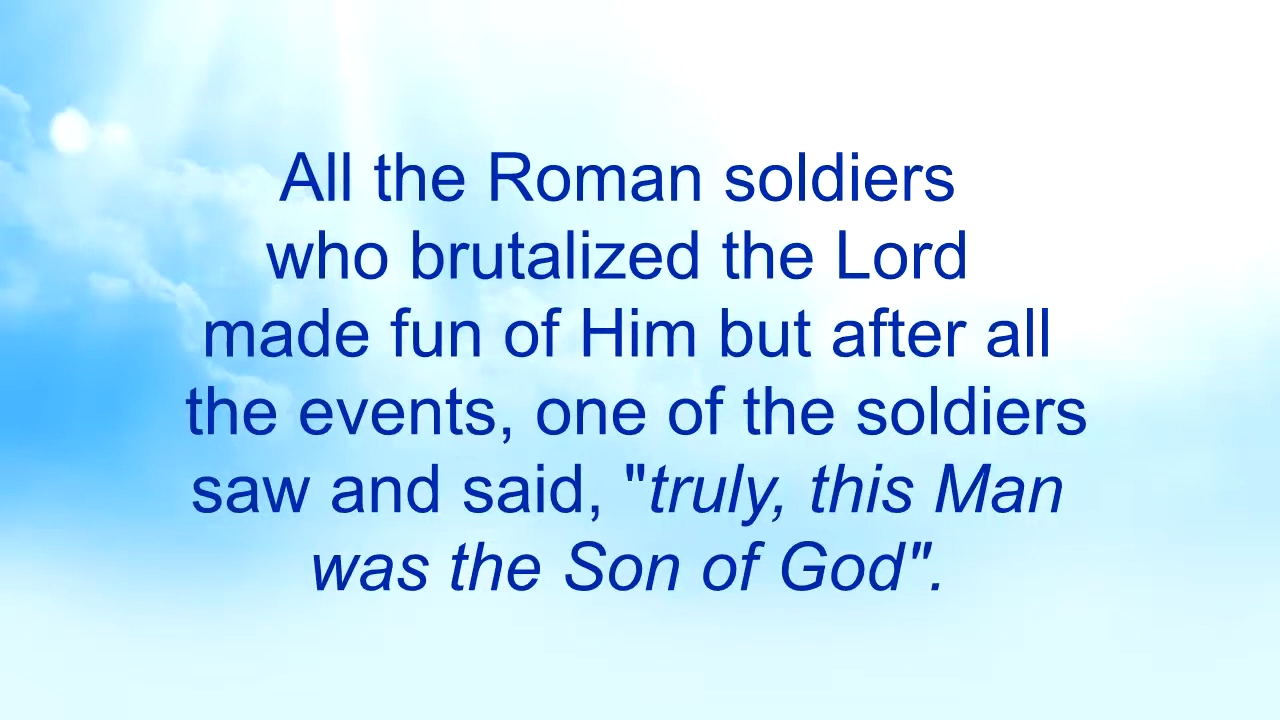 All the Roman soldiers
who brutalized the Lord
made fun of Him but after all
the events, one of the soldiers
saw and said, "truly, this Man
was the Son of God".